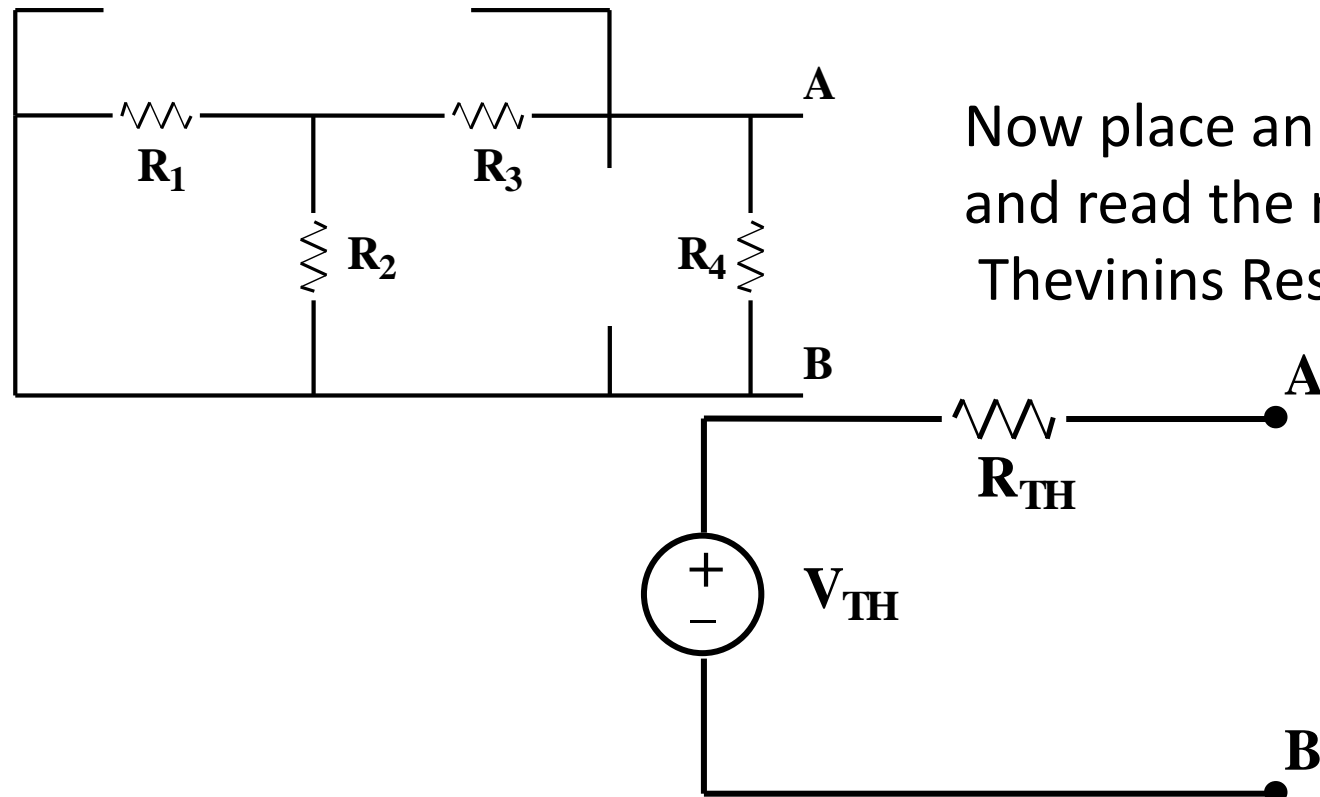 A
R1
R3
R2
R4
B
Now place an
and read the
Thevinins Res
A
RTH
+
−
VTH
B